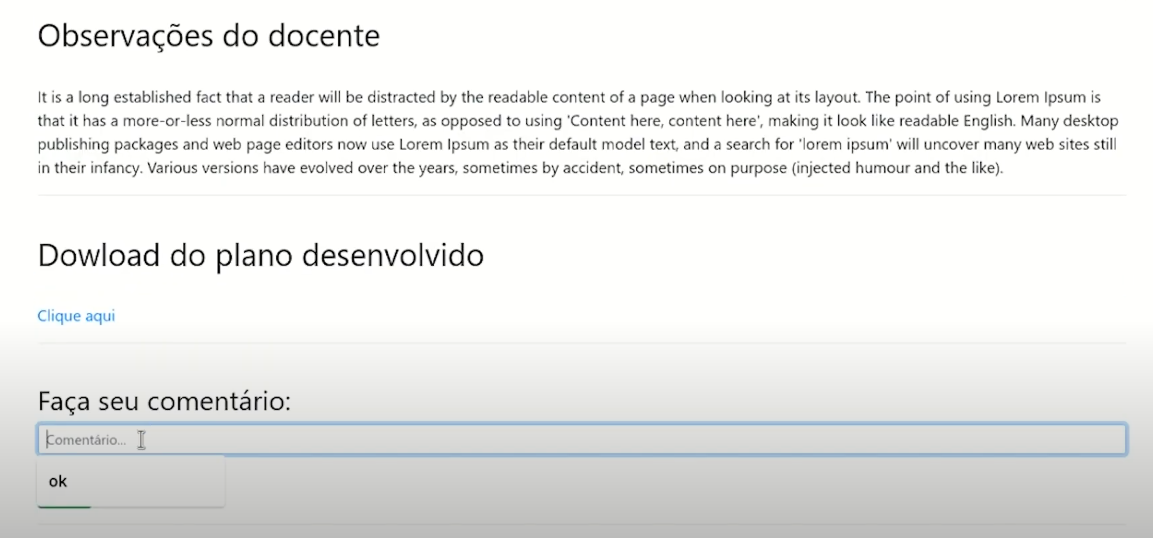 Observações do docente
It is a long established fact that a reader will be distracted by the readable content of a page when looking at its layout. The point of using Lorem Ipsum is
that it has a more-or-less normal distribution of letters, as opposed to using 'Content here, content here', making it look like readable English. Many desktop
publishing packages and web page editors now use Lorem Ipsum as their default model text, and a search for 'lorem ipsum' will uncover many web sites still
in their infancy. Various versions have evolved over the years, sometimes by accident, sometimes on purpose (injected humour and the like).
Dowload do plano desenvolvido
Clique aqui
Faça seu comentário:
Comentário...
ok